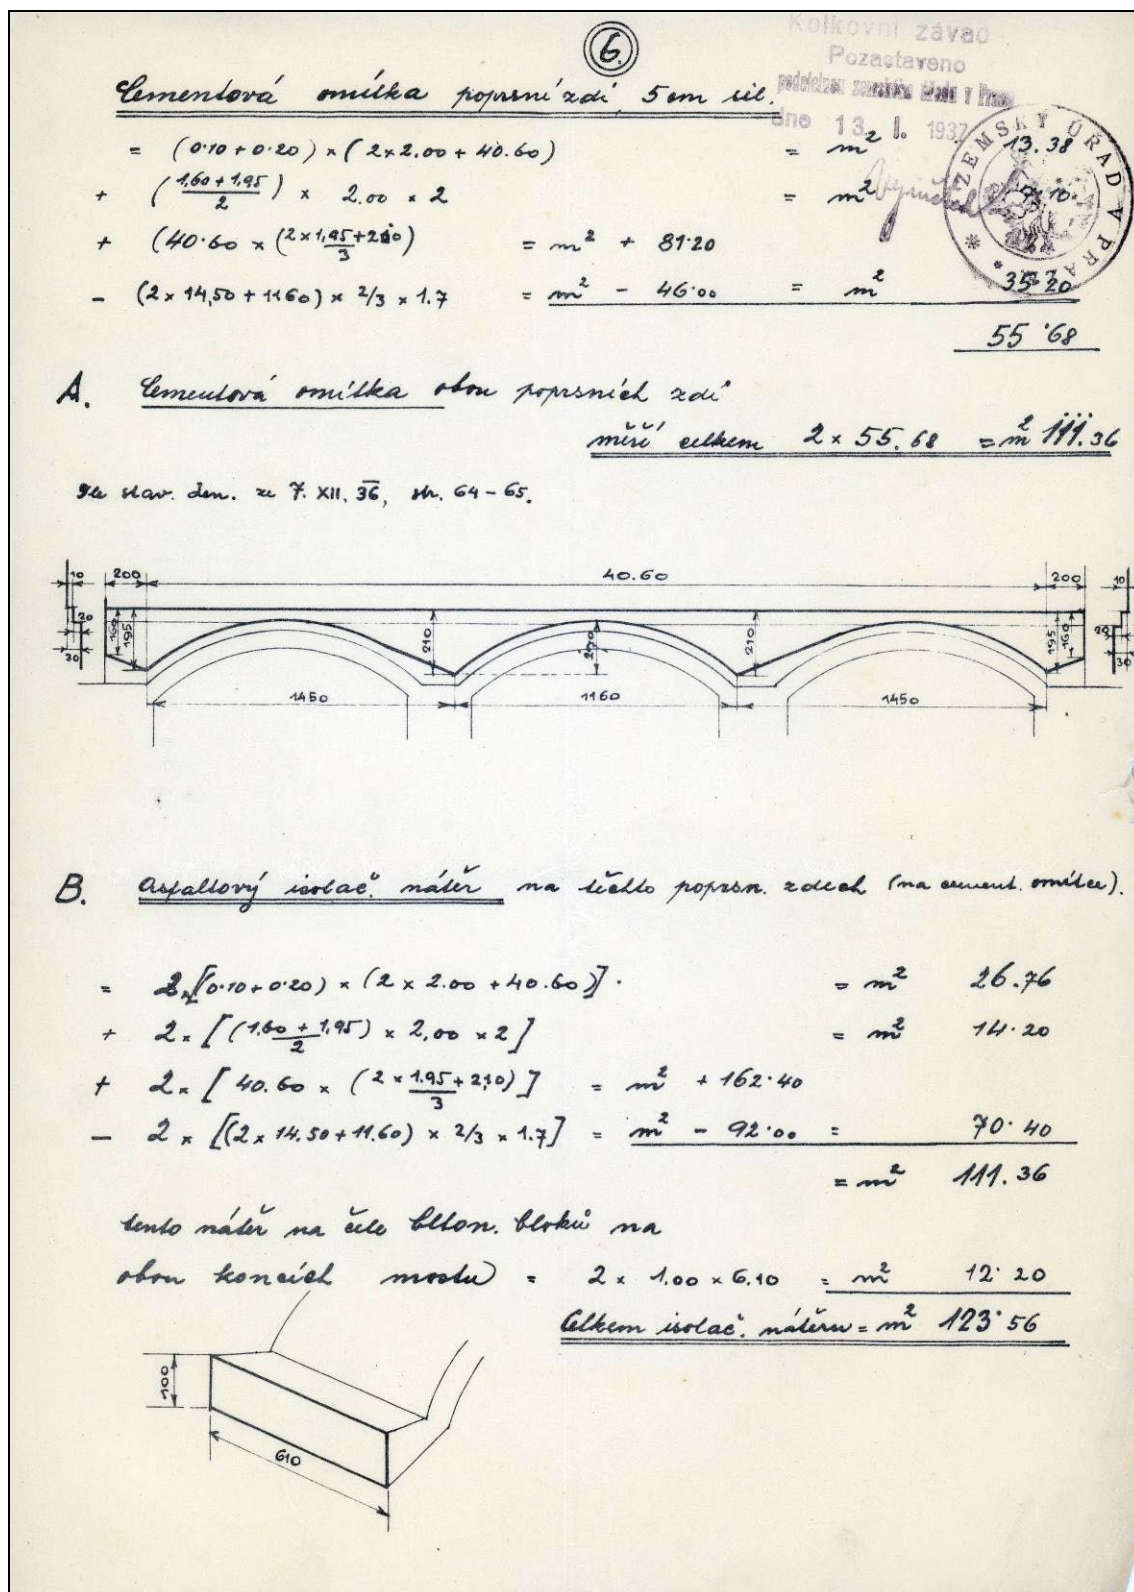 6.
Kolkovní závad
Pozastaveno
dne 13. I. 1937
ZEMSKÝ ÚŘAD V PRAZE
Cementová omítka poprsní zdi 5 cm sil.
= (0·10 + 0·20) × (2 × 2.00 + 40.60) = m² 13.38
+ (1,60 + 1,95 / 2) × 2.00 × 2 = m² 7·10
+ (40·60 × (2 × 1,95 + 2,10 / 3) = m² + 81·20
- (2 × 14,50 + 1160) × 2/3 × 1.7 = m² - 46·00 = m² 35·20
55·68
A. Cementová omítka obou poprsních zdí
měří celkem 2 × 55.68 = m² 111.36
Dle stav. den. ze 7. XII. 36, str. 64 - 65.
10 200 40.60 200 10
20 160 195 210 210 195 160 20
30 30
1450 1160 1450
B. Asfaltový isolač. nátěr na těchto poprsn. zdech (na cement. omítce).
= 2 × [(0·10 + 0·20) × (2 × 2.00 + 40.60)] = m² 26.76
+ 2 × [(1,60 + 1,95 / 2) × 2,00 × 2] = m² 14·20
+ 2 × [40.60 × (2 × 1.95 + 2,10 / 3)] = m² + 162·40
- 2 × [(2 × 14.50 + 11.60) × 2/3 × 1.7] = m² - 92·00 = 70·40
= m² 111.36
tento nátěr na čele beton. bloků na
obou koncích mostu = 2 × 1.00 × 6.10 = m² 12·20
Celkem isolač. nátěru = m² 123·56
100
610